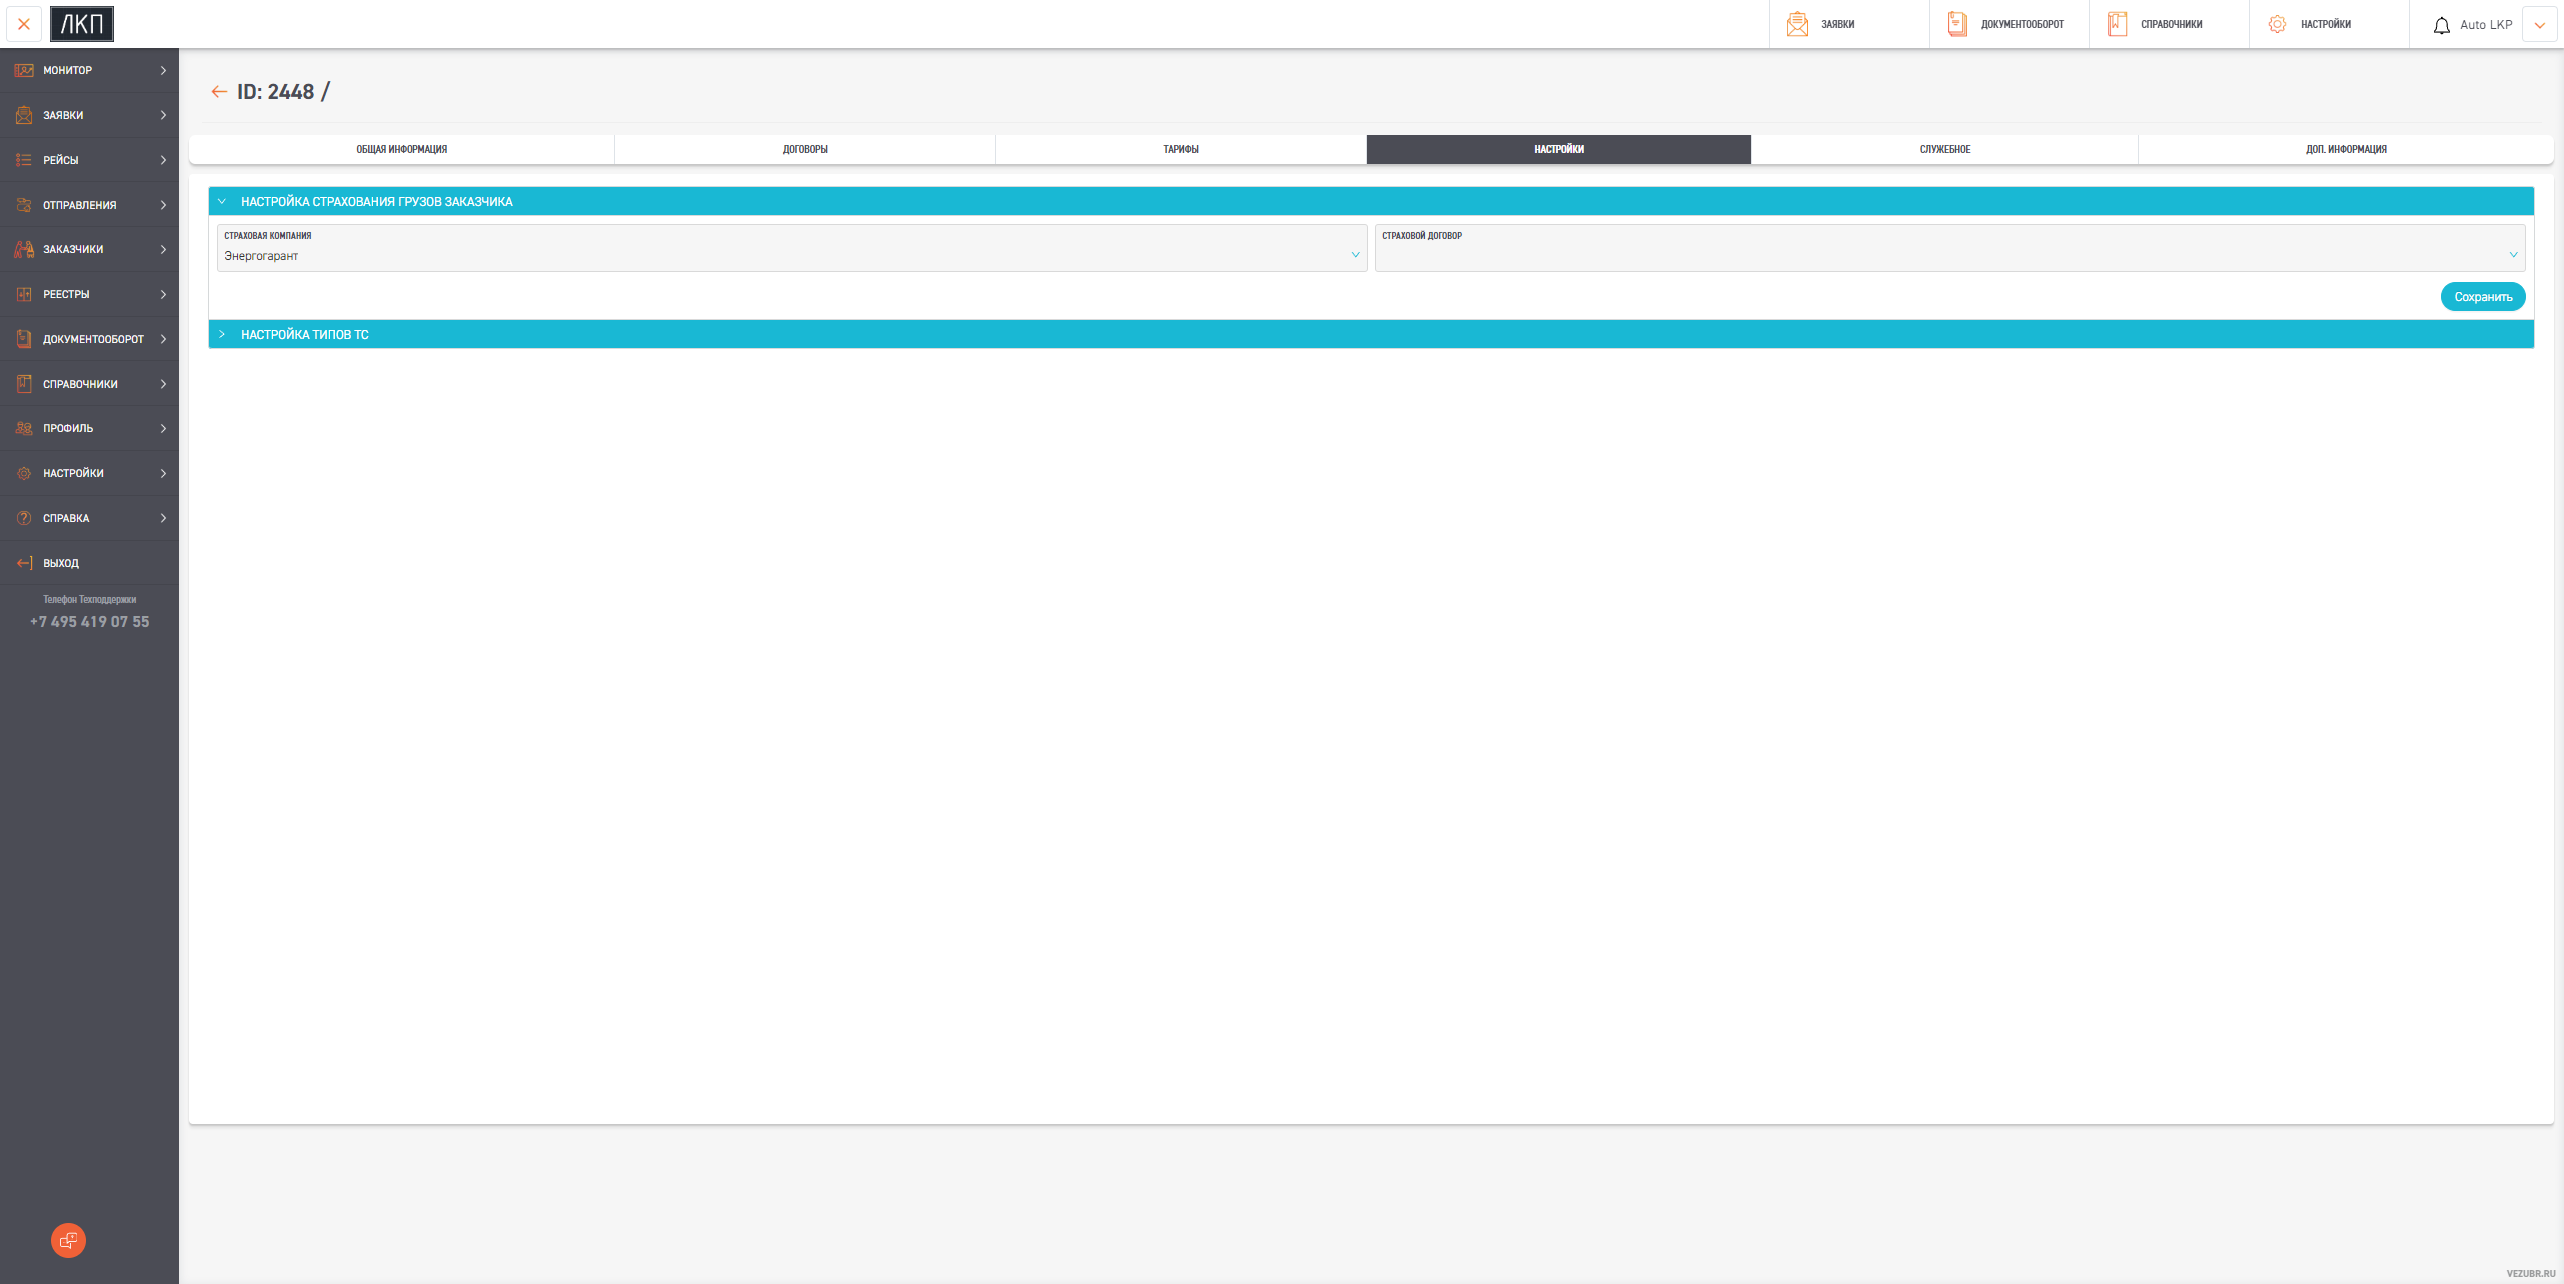 ЛКП
ЗАЯВКИ
ДОКУМЕНТООБОРОТ
СПРАВОЧНИКИ
НАСТРОЙКИ
Auto LKP
МОНИТОР
ЗАЯВКИ
РЕЙСЫ
ОТПРАВЛЕНИЯ
ЗАКАЗЧИКИ
РЕЕСТРЫ
ДОКУМЕНТООБОРОТ
СПРАВОЧНИКИ
ПРОФИЛЬ
НАСТРОЙКИ
СПРАВКА
ВЫХОД
Телефон Техподдержки
+7 495 419 07 55
ID: 2448 /
ОБЩАЯ ИНФОРМАЦИЯ
ДОГОВОРЫ
ТАРИФЫ
НАСТРОЙКИ
СЛУЖЕБНОЕ
ДОП. ИНФОРМАЦИЯ
НАСТРОЙКА СТРАХОВАНИЯ ГРУЗОВ ЗАКАЗЧИКА
СТРАХОВАЯ КОМПАНИЯ
Энергогарант
СТРАХОВОЙ ДОГОВОР
Сохранить
НАСТРОЙКА ТИПОВ ТС
VEZUBR.RU